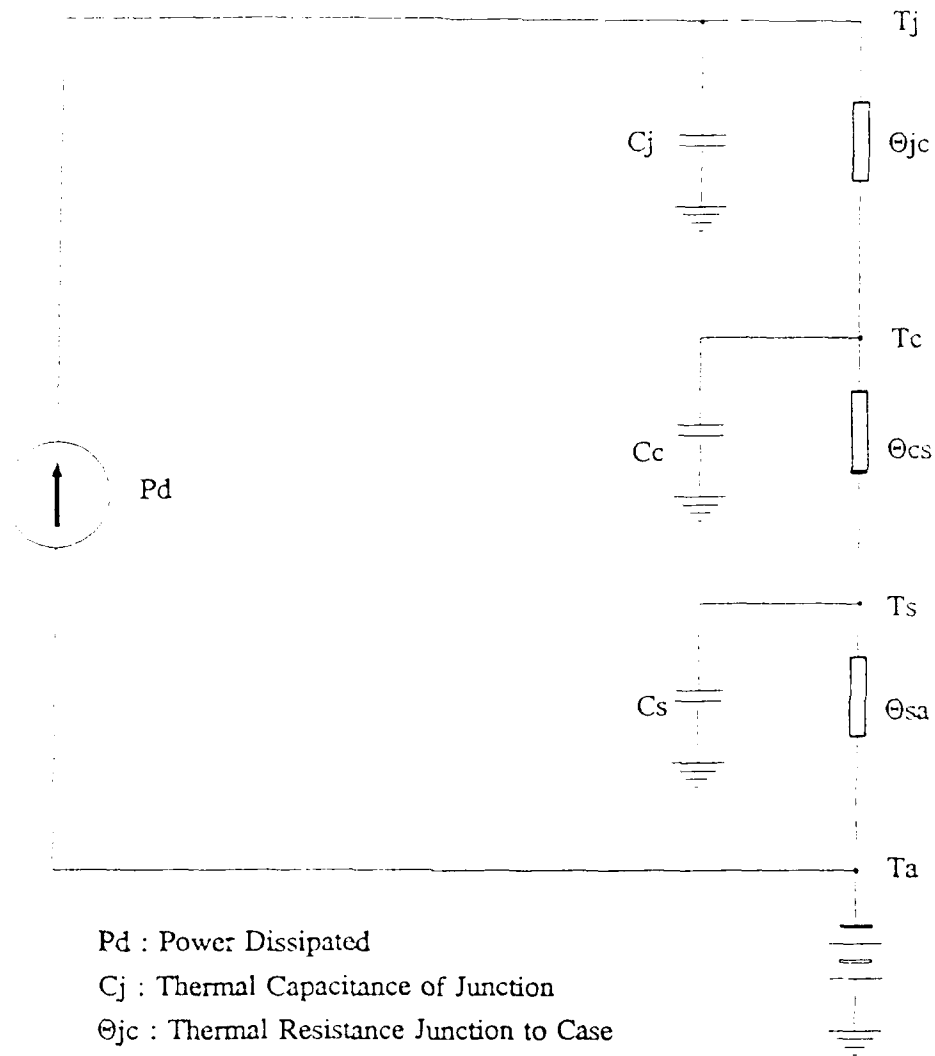 Tj
Cj
Θjc
Tc
Cc
Θcs
Pd
Ts
Cs
Θsa
Ta
Pd : Power Dissipated
Cj : Thermal Capacitance of Junction
Θjc : Thermal Resistance Junction to Case